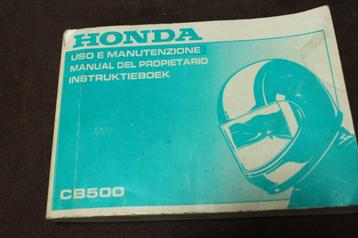 HONDA
USO E MANUTENZIONE
MANUAL DEL PROPIETARIO
INSTRUKTIEBOEK
CB500